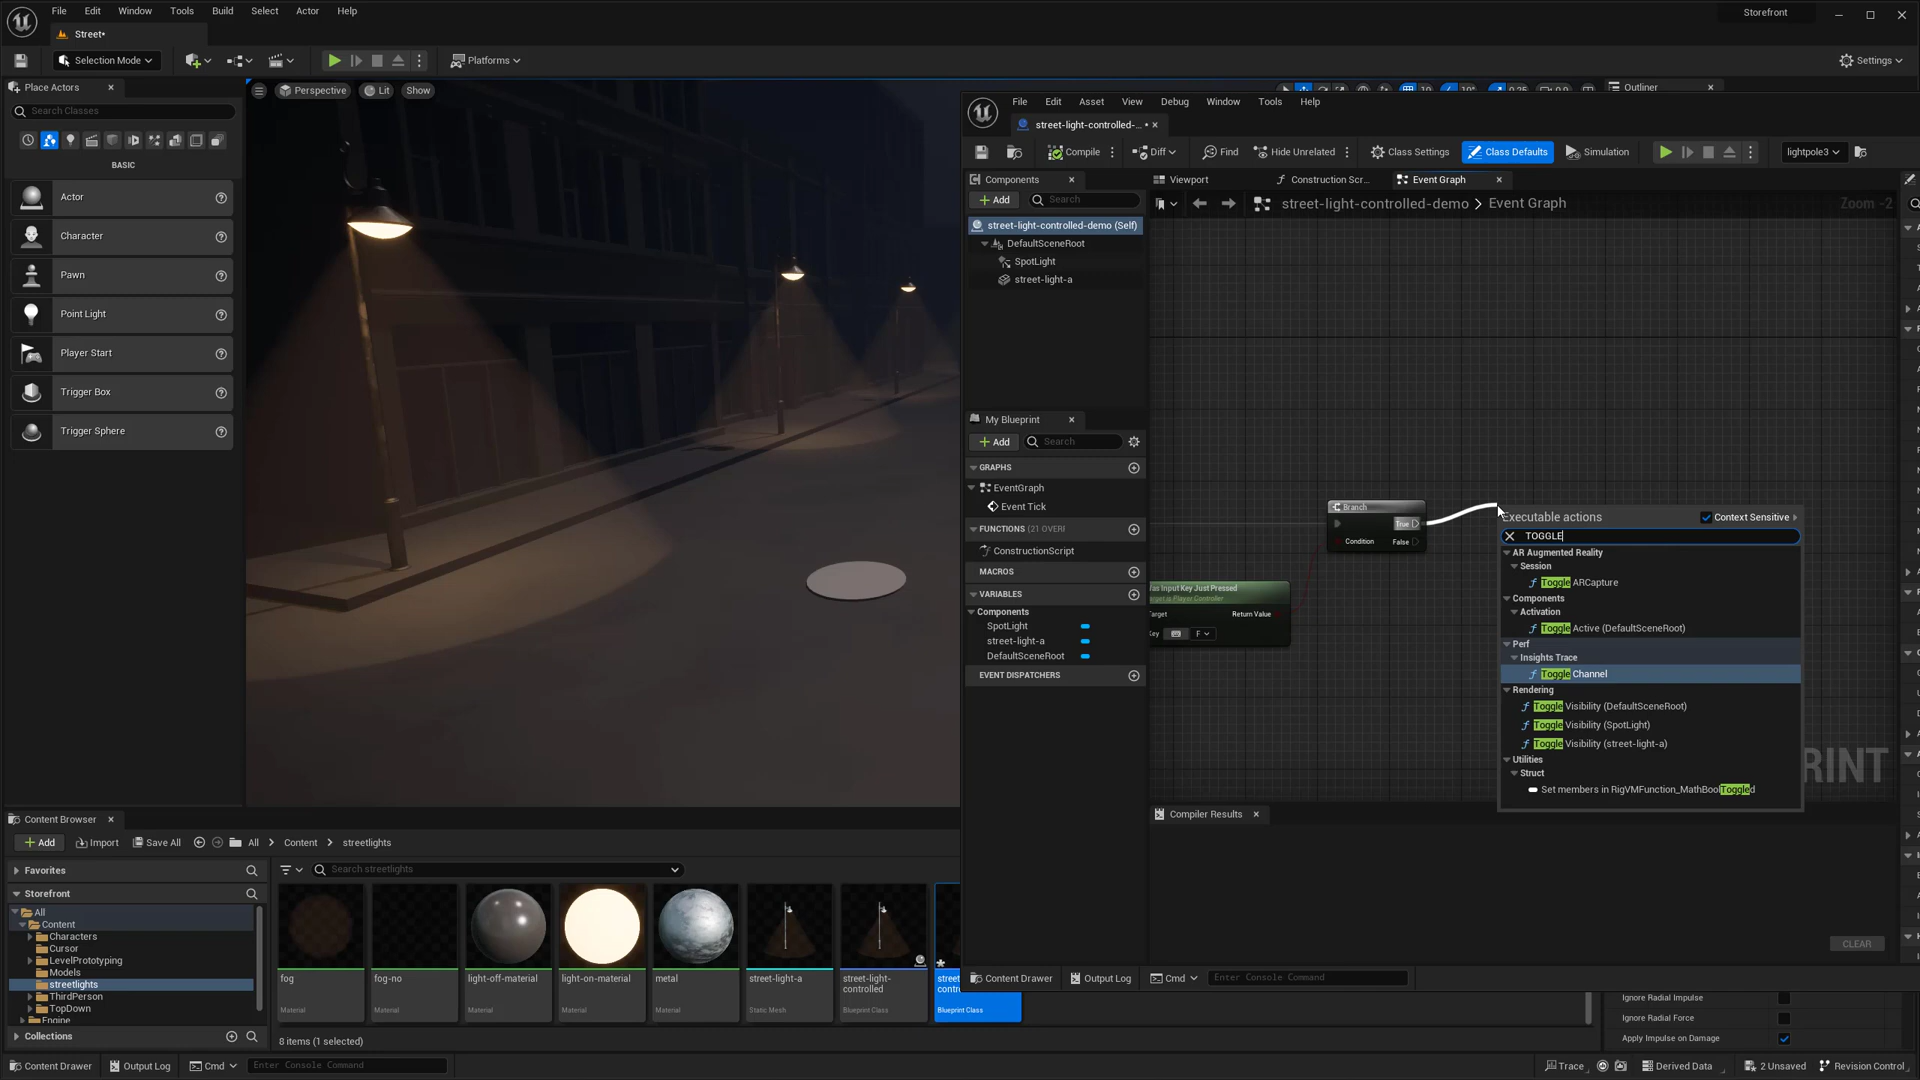 File Edit Window Tools Build Select Actor Help
Storefront
Street*
Selection Mode
Platforms
Settings
Place Actors
Search Classes
BASIC
Actor
Character
Pawn
Point Light
Player Start
Trigger Box
Trigger Sphere
Perspective Lit Show
Outliner
File Edit Asset View Debug Window Tools Help
street-light-controlled-... •
Compile Diff Find Hide Unrelated Class Settings Class Defaults Simulation lightpole3
Components
Add Search
street-light-controlled-demo (Self)
DefaultSceneRoot
SpotLight
street-light-a
Viewport Construction Scr... Event Graph
street-light-controlled-demo > Event Graph
Zoom -2
My Blueprint
Add Search
GRAPHS
EventGraph
Event Tick
FUNCTIONS (21 OVERI
ConstructionScript
MACROS
VARIABLES
Components
SpotLight
street-light-a
DefaultSceneRoot
EVENT DISPATCHERS
Branch
True
Condition False
Was Input Key Just Pressed
Target is Player Controller
Target Return Value
Key F
Executable actions Context Sensitive
TOGGLE
AR Augmented Reality
Session
Toggle ARCapture
Components
Activation
Toggle Active (DefaultSceneRoot)
Perf
Insights Trace
Toggle Channel
Rendering
Toggle Visibility (DefaultSceneRoot)
Toggle Visibility (SpotLight)
Toggle Visibility (street-light-a)
Utilities
Struct
Set members in RigVMFunction_MathBoolToggled
RINT
Compiler Results
CLEAR
Content Drawer Output Log Cmd Enter Console Command
Content Browser
Add Import Save All All > Content > streetlights
Favorites
Search streetlights
Storefront
All
Content
Characters
Cursor
LevelPrototyping
Models
streetlights
ThirdPerson
TopDown
Engine
Collections
fog
Material
fog-no
Material
light-off-material
Material
light-on-material
Material
metal
Material
street-light-a
Static Mesh
street-light-controlled
Blueprint Class
Blueprint Class
8 items (1 selected)
Ignore Radial Impulse
Ignore Radial Force
Apply Impulse on Damage
Content Drawer Output Log Cmd Enter Console Command
Trace Derived Data 2 Unsaved Revision Control